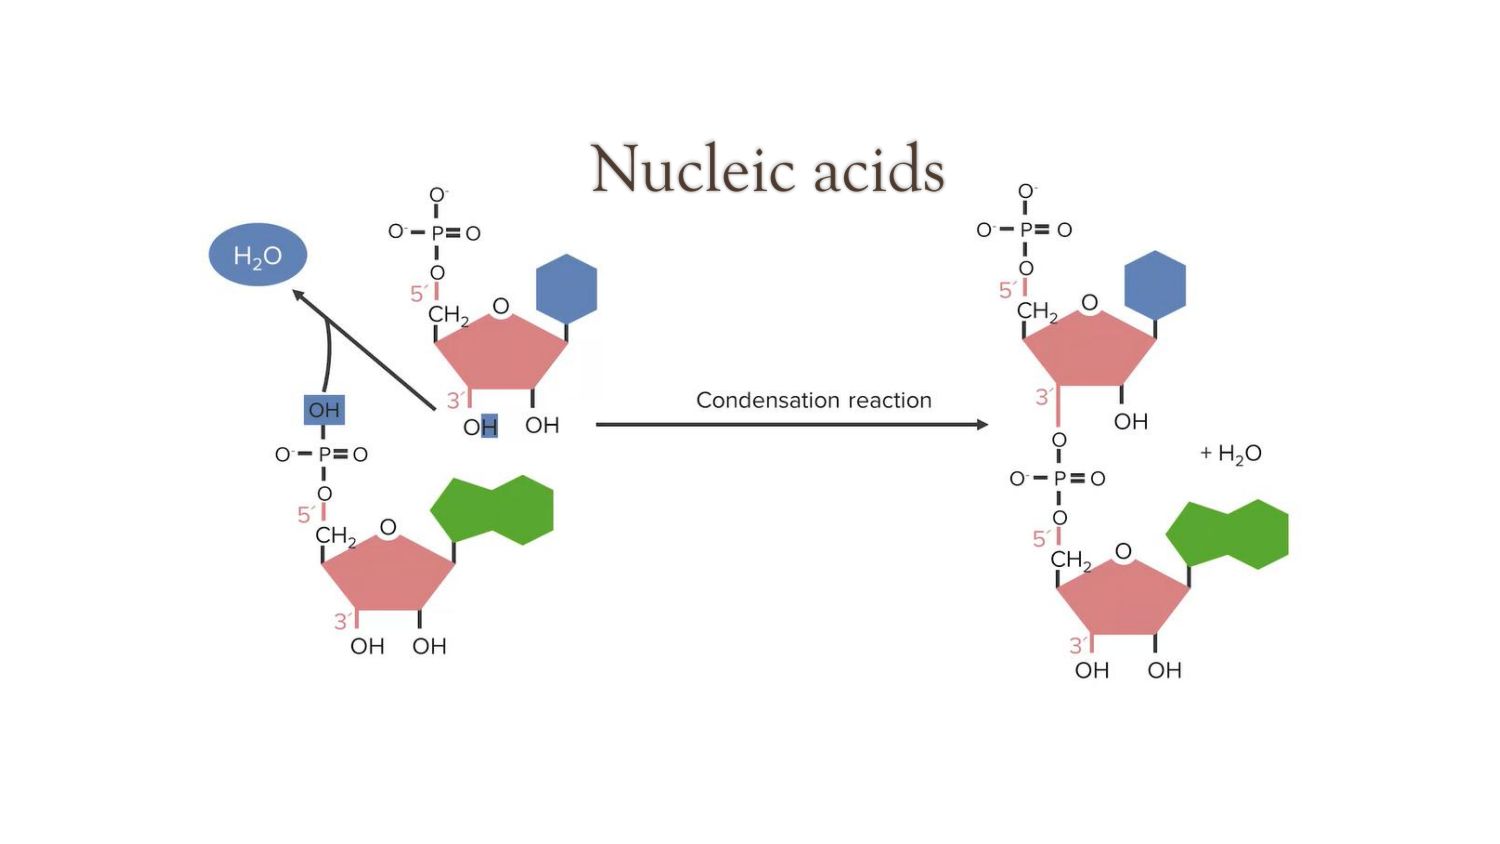 Nucleic acids
O⁻
O⁻ P O
O
5´
CH₂ O
3´
OH OH
H₂O
OH
O⁻ P O
O
5´
CH₂ O
3´
OH OH
Condensation reaction
O⁻
O⁻ P O
O
5´
CH₂ O
3´
OH
O
O⁻ P O
O
5´
CH₂ O
3´
OH OH
+ H₂O